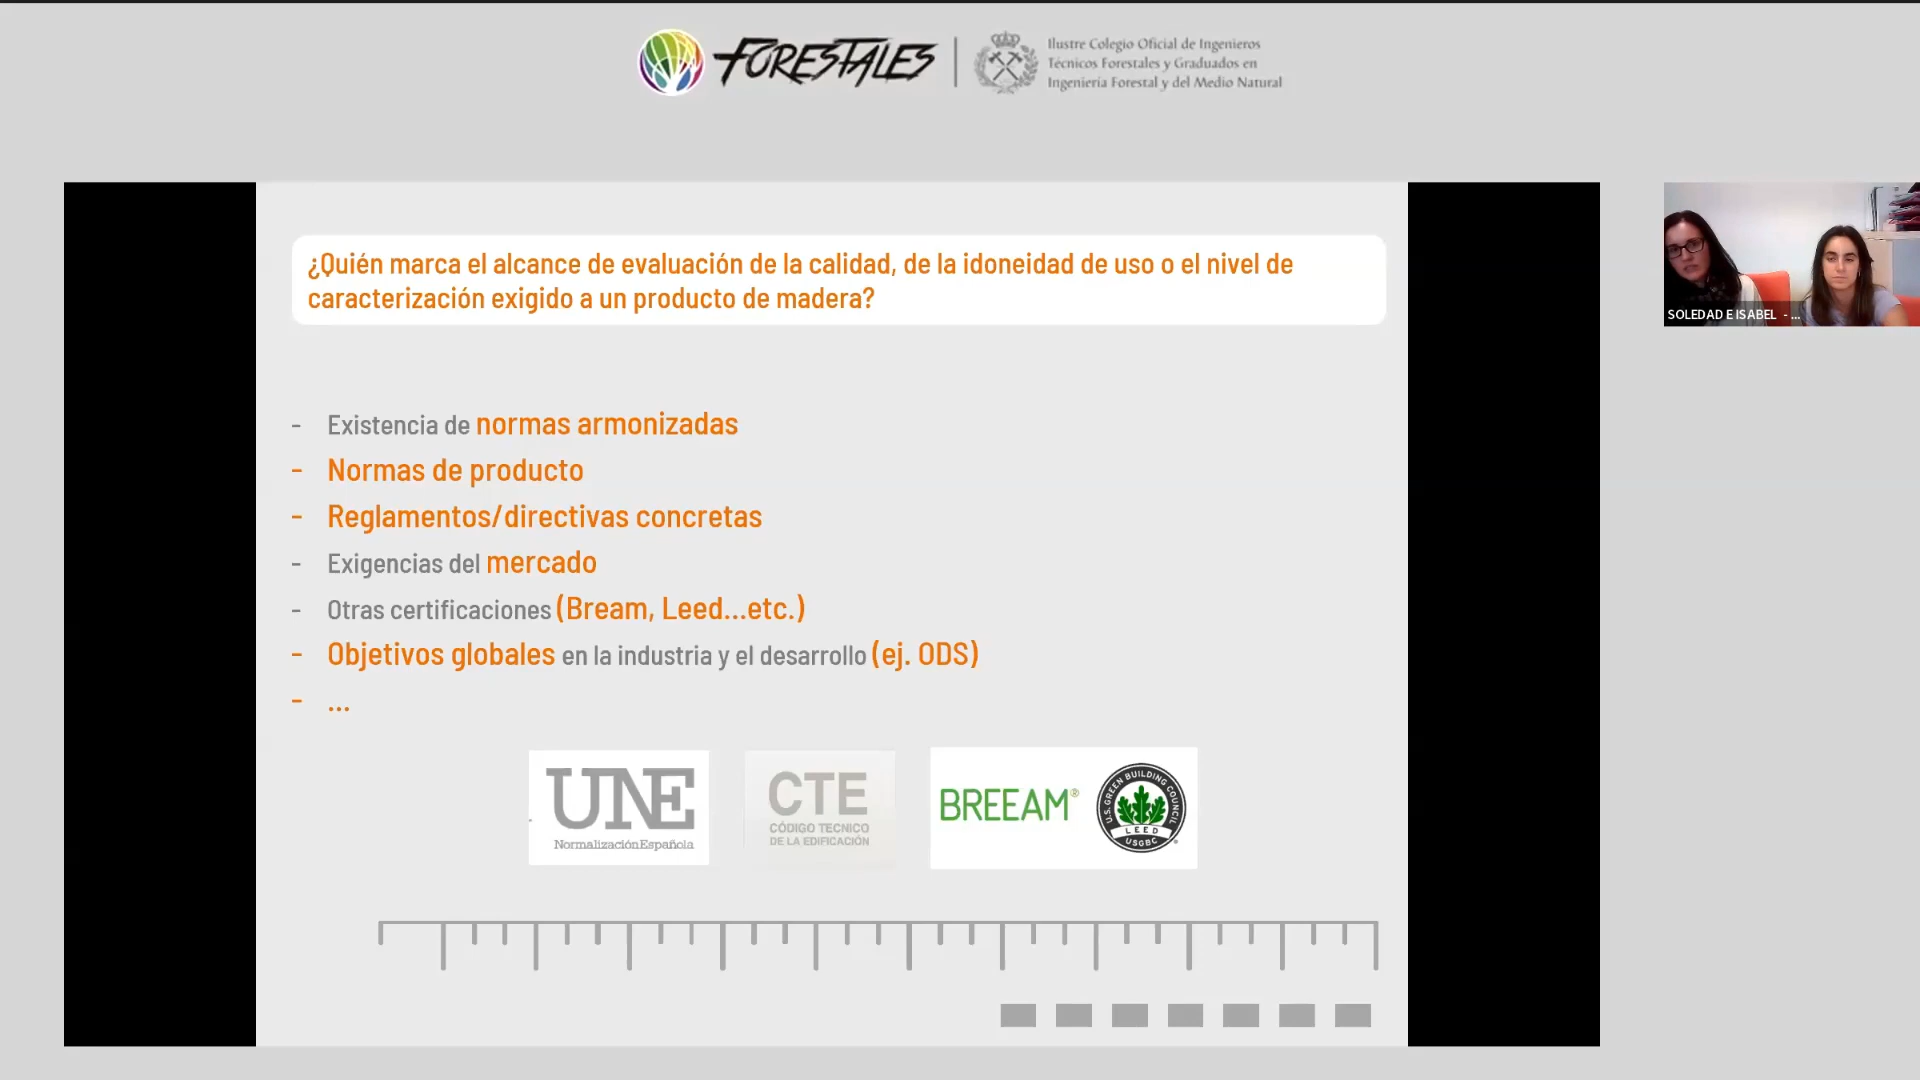 FORESTALES
Ilustre Colegio Oficial de Ingenieros
Técnicos Forestales y Graduados en
Ingeniería Forestal y del Medio Natural
¿Quién marca el alcance de evaluación de la calidad, de la idoneidad de uso o el nivel de
caracterización exigido a un producto de madera?
- Existencia de normas armonizadas
- Normas de producto
- Reglamentos/directivas concretas
- Exigencias del mercado
- Otras certificaciones (Bream, Leed...etc.)
- Objetivos globales en la industria y el desarrollo (ej. ODS)
- ...
UNE
Normalización Española
CTE
CÓDIGO TECNICO
DE LA EDIFICACIÓN
BREEAM®
U.S. GREEN BUILDING COUNCIL
LEED
USGBC
SOLEDAD E ISABEL - ...